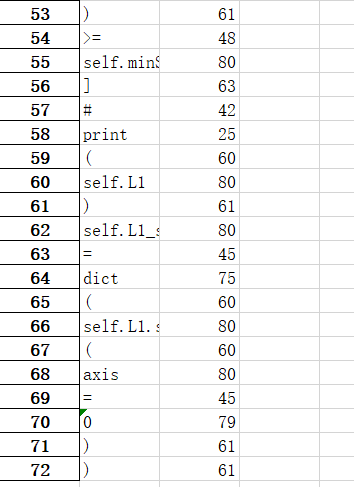 53 ) 61
54 >= 48
55 self.minS 80
56 ] 63
57 # 42
58 print 25
59 ( 60
60 self.L1 80
61 ) 61
62 self.L1_s 80
63 = 45
64 dict 75
65 ( 60
66 self.L1.s 80
67 ( 60
68 axis 80
69 = 45
70 0 79
71 ) 61
72 ) 61